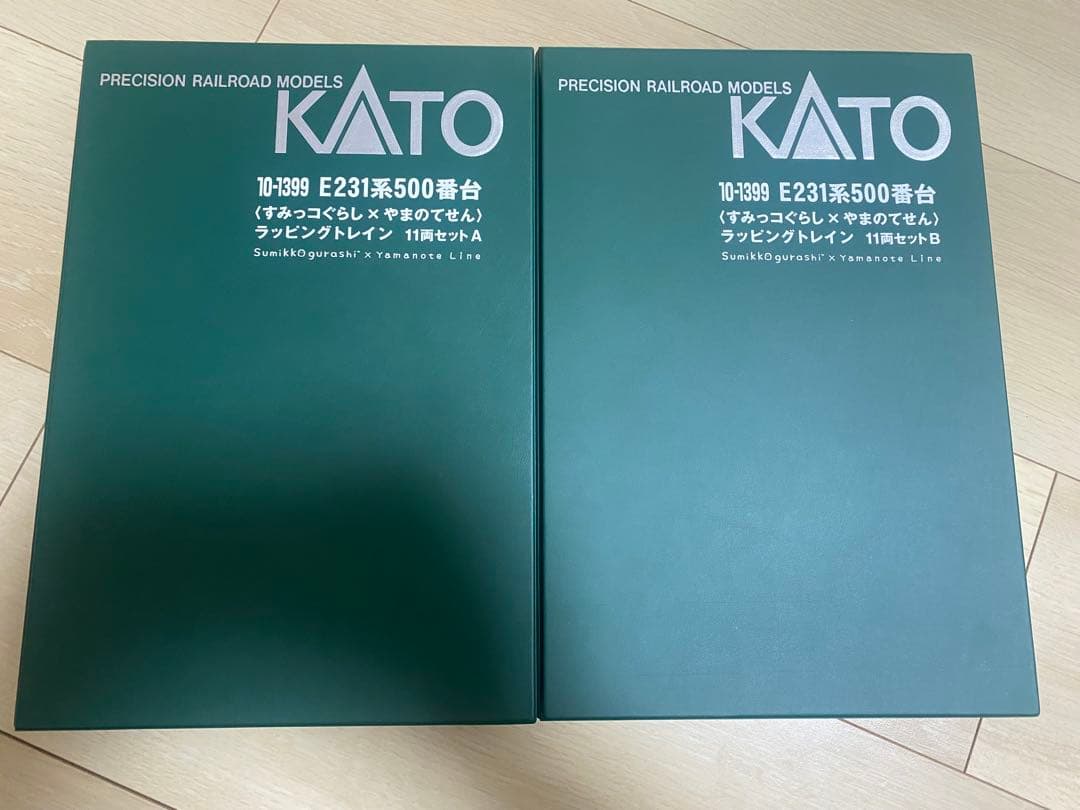 PRECISION RAILROAD MODELS
KATO
10-1399 E231系500番台
〈すみっコぐらし×やまのてせん〉
ラッピングトレイン 11両セットA
Sumikkogurashi™ × Yamanote Line
PRECISION RAILROAD MODELS
KATO
10-1399 E231系500番台
〈すみっコぐらし×やまのてせん〉
ラッピングトレイン 11両セットB
Sumikkogurashi™ × Yamanote Line